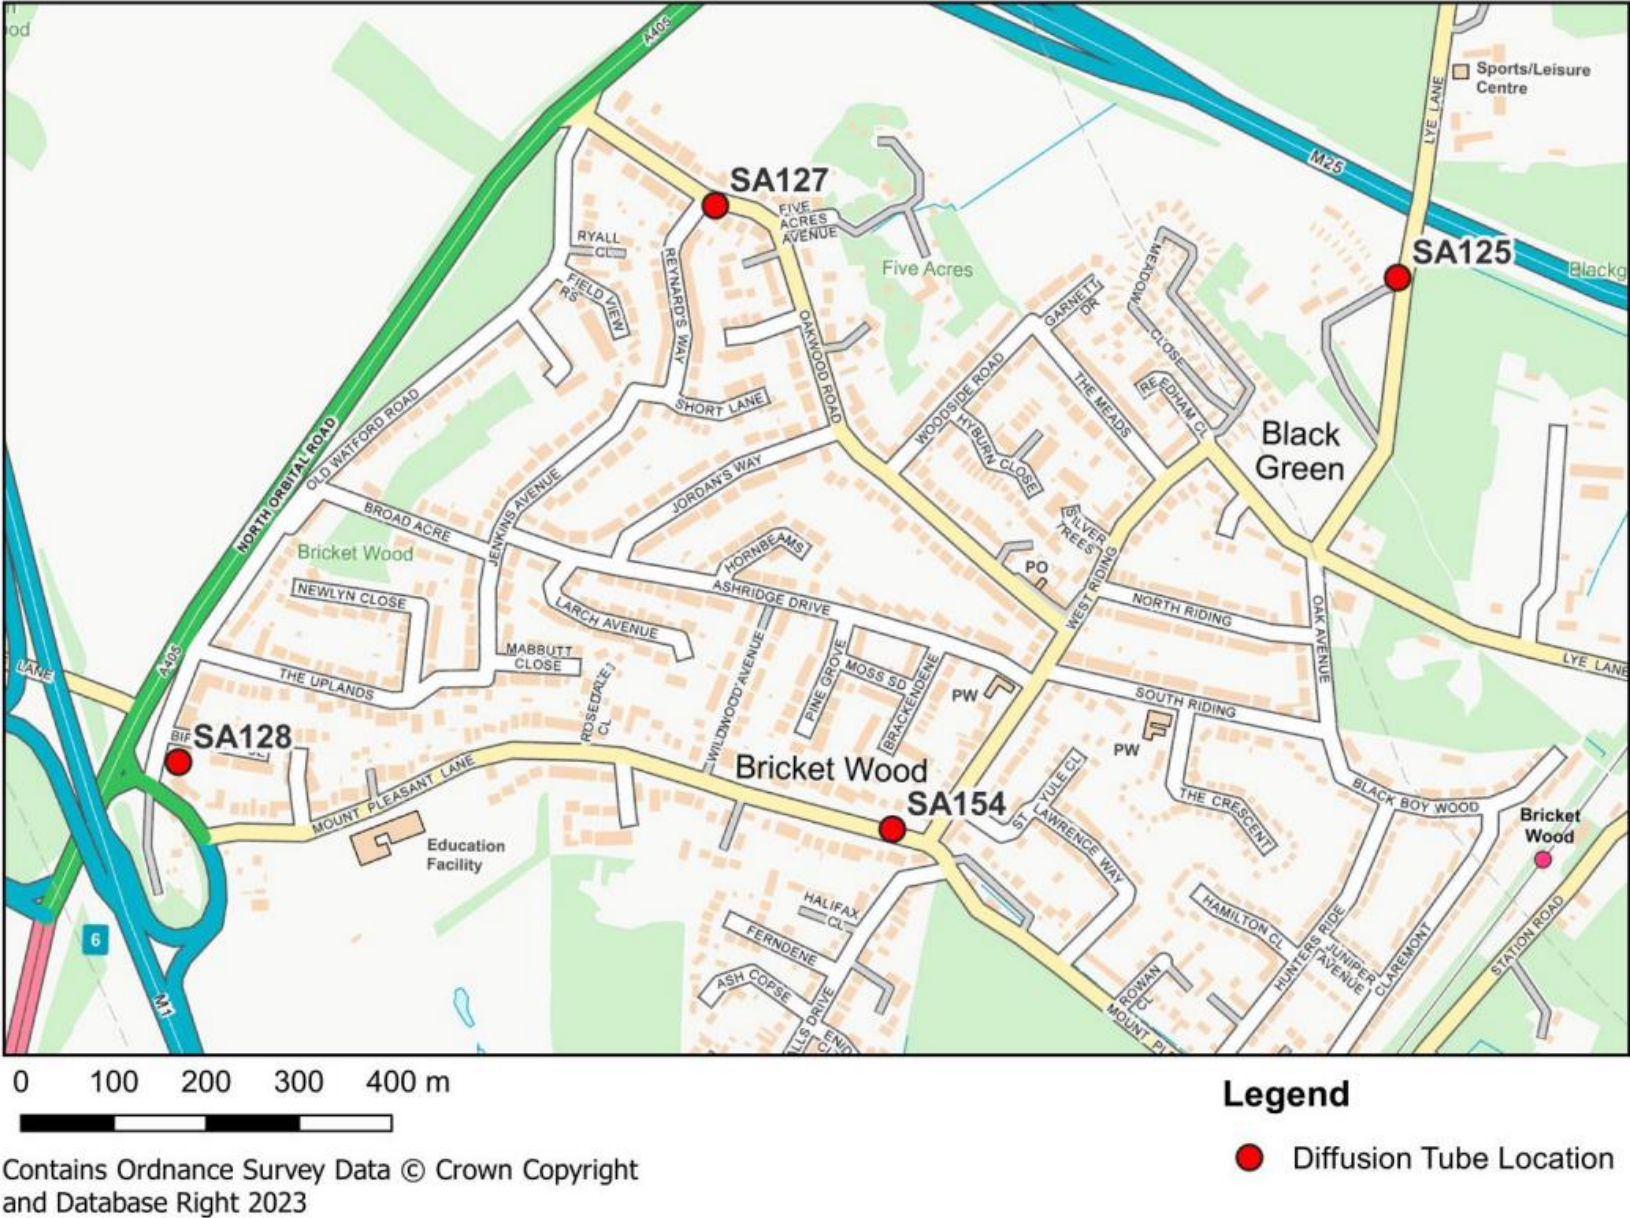 A405
Sports/Leisure
Centre
LYE LANE
M25
SA127
FIVE
ACRES
AVENUE
RYALL
CL
FIELD VIEW
RS
REYNARD'S WAY
Five Acres
MEADOW
CLOSE
SA125
GARNETT
DR
OAKWOOD ROAD
WOODSIDE ROAD
THE MEADS
REEDHAM CL
SHORT LANE
HYBURN CLOSE
Black
Green
OLD WATFORD ROAD
NORTH ORBITAL ROAD
JORDAN'S WAY
JENKINS AVENUE
BROAD ACRE
SILVER
TREES
Bricket Wood
HORNBEAMS
PO
WEST RIDING
NEWLYN CLOSE
ASHRIDGE DRIVE
NORTH RIDING
OAK AVENUE
LARCH AVENUE
MABBUTT
CLOSE
LYE LANE
LANE
A405
THE UPLANDS
ROSEDALE
CL
WILDWOOD AVENUE
PINE GROVE
MOSS SD
BRACKENDENE
PW
SOUTH RIDING
PW
SA128
Bricket Wood
MOUNT PLEASANT LANE
SA154
ST YULE CL
LAWRENCE WAY
THE CRESCENT
BLACK BOY WOOD
Bricket
Wood
Education
Facility
HALIFAX
CL
FERNDENE
HAMILTON CL
HUNTERS RIDE
JUNIPER
AVENUE
CLAREMONT
STATION ROAD
6
M1
ASH COPSE
ROWAN
CL
0 100 200 300 400 m
Legend
Diffusion Tube Location
Contains Ordnance Survey Data © Crown Copyright
and Database Right 2023